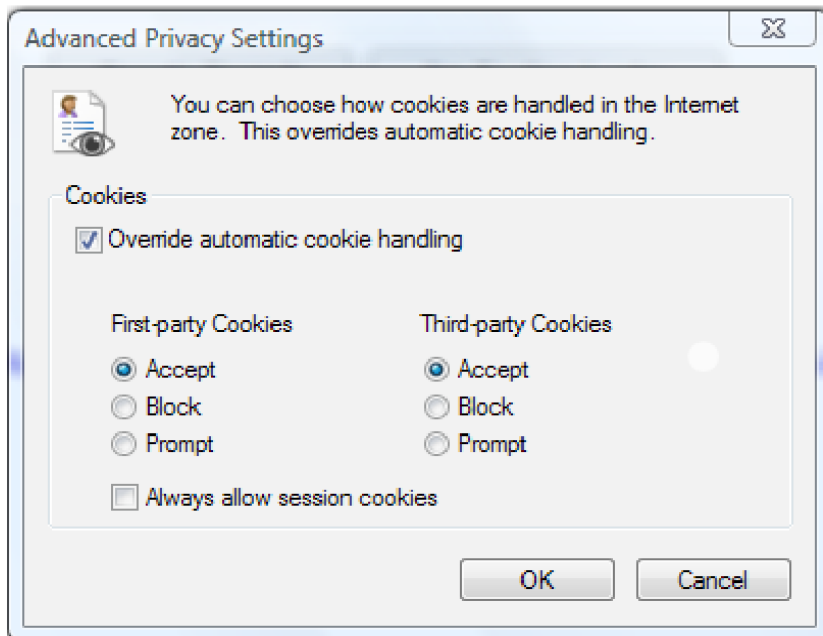 Advanced Privacy Settings
You can choose how cookies are handled in the Internet
zone. This overrides automatic cookie handling.
Cookies
Override automatic cookie handling
First-party Cookies Third-party Cookies
Accept Accept
Block Block
Prompt Prompt
Always allow session cookies
OK Cancel